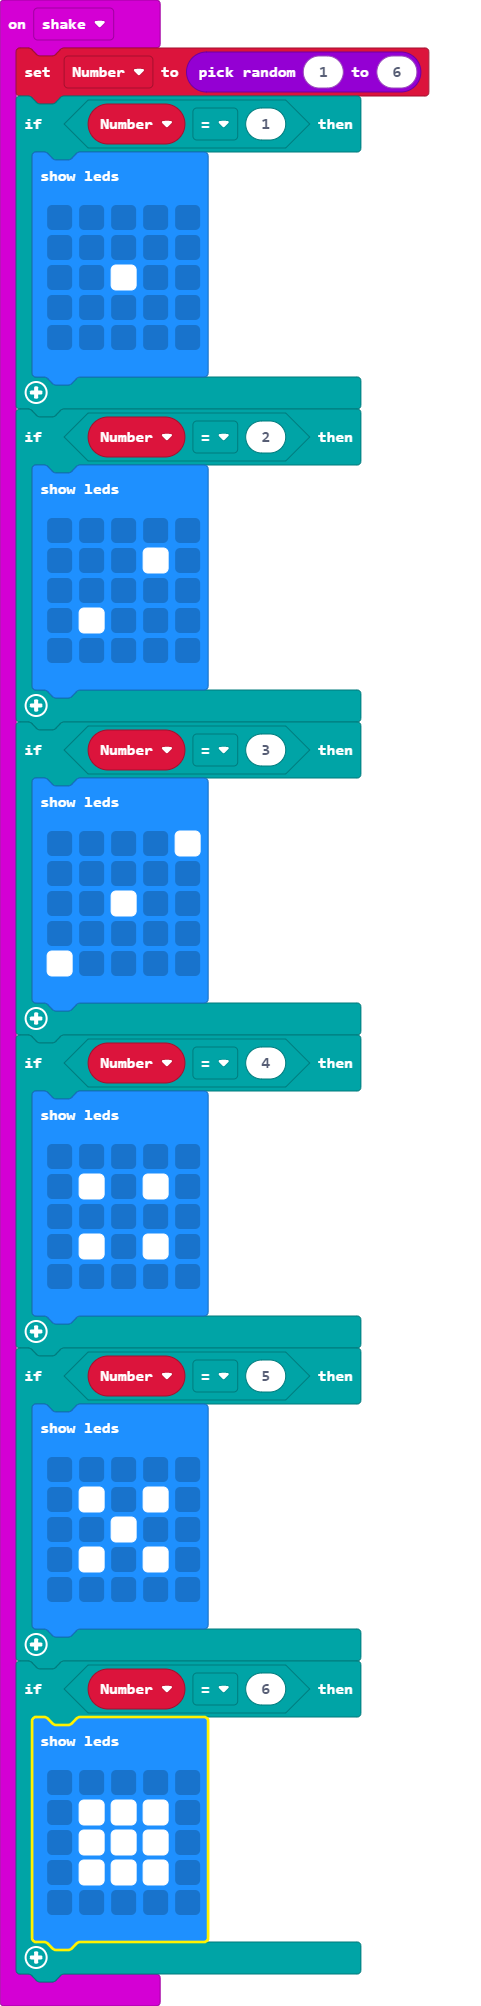 on shake
set Number to pick random 1 to 6
if Number = 1 then
show leds
if Number = 2 then
show leds
if Number = 3 then
show leds
if Number = 4 then
show leds
if Number = 5 then
show leds
if Number = 6 then
show leds